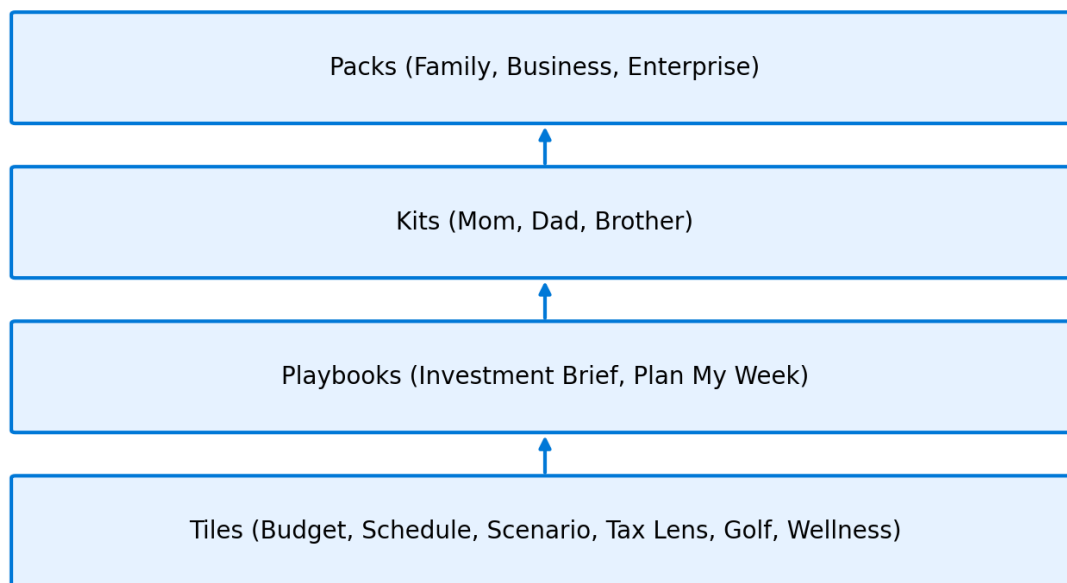 Packs (Family, Business, Enterprise)
Kits (Mom, Dad, Brother)
Playbooks (Investment Brief, Plan My Week)
Tiles (Budget, Schedule, Scenario, Tax Lens, Golf, Wellness)